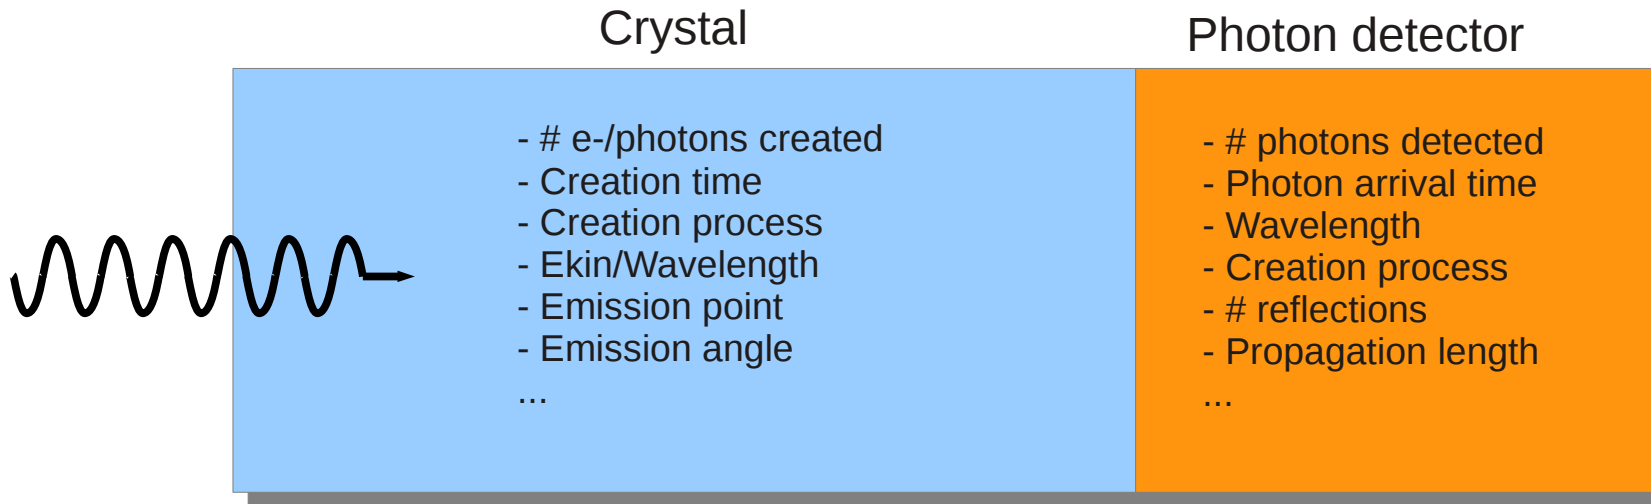 Crystal
- # e-/photons created
- Creation time
- Creation process
- Ekin/Wavelength
- Emission point
- Emission angle
...
Photon detector
- # photons detected
- Photon arrival time
- Wavelength
- Creation process
- # reflections
- Propagation length
...